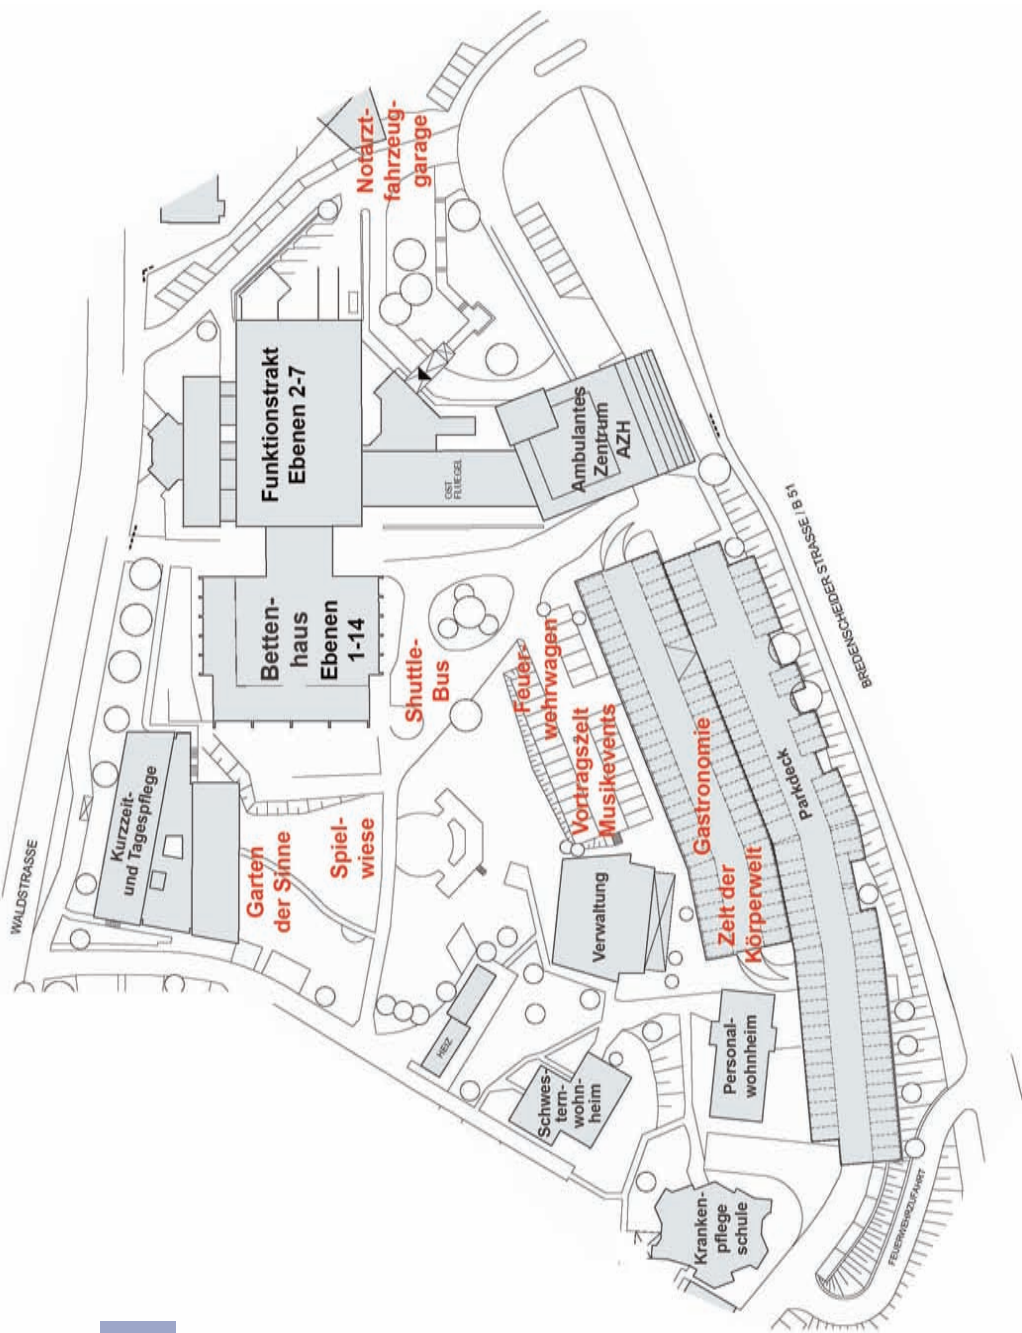 WALDSTRASSE
Kurzzeit-
und Tagespflege
Garten
der Sinne
Spiel-
wiese
Betten-
haus
Ebenen
1-14
Funktionstrakt
Ebenen 2-7
Notarzt-
fahrzeug-
garage
Shuttle-
Bus
OST
FLUEGEL
Ambulantes
Zentrum
AZH
Feuer-
wehrwagen
Vortragszelt
Musikevents
Gastronomie
Zelt der
Körperwelt
Parkdeck
Verwaltung
HEIZ
Schwes-
tern-
wohn-
heim
Personal-
wohnheim
Kranken-
pflege
schule
FEUERWEHRZUFAHRT
BREDENSCHEIDER STRASSE / B 51